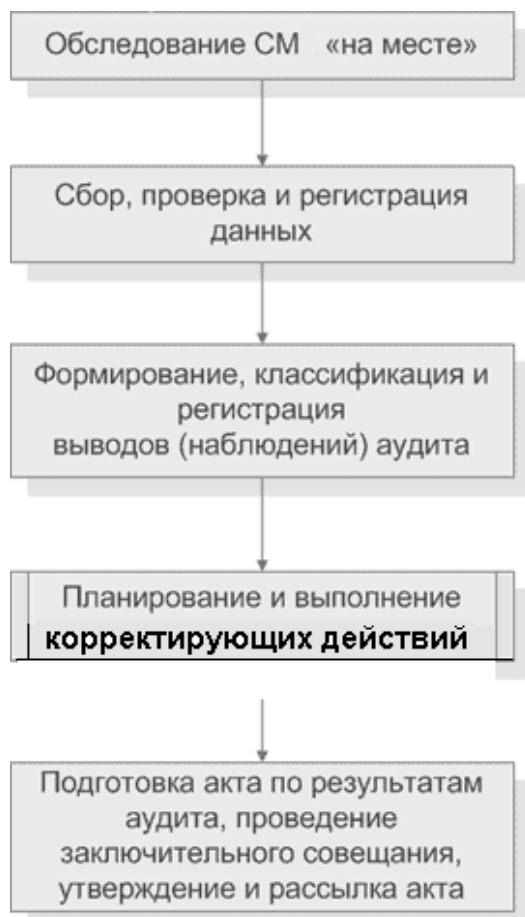 Обследование СМ «на месте»
Сбор, проверка и регистрация
данных
Формирование, классификация и
регистрация
выводов (наблюдений) аудита
Планирование и выполнение
корректирующих действий
Подготовка акта по результатам
аудита, проведение
заключительного совещания,
утверждение и рассылка акта